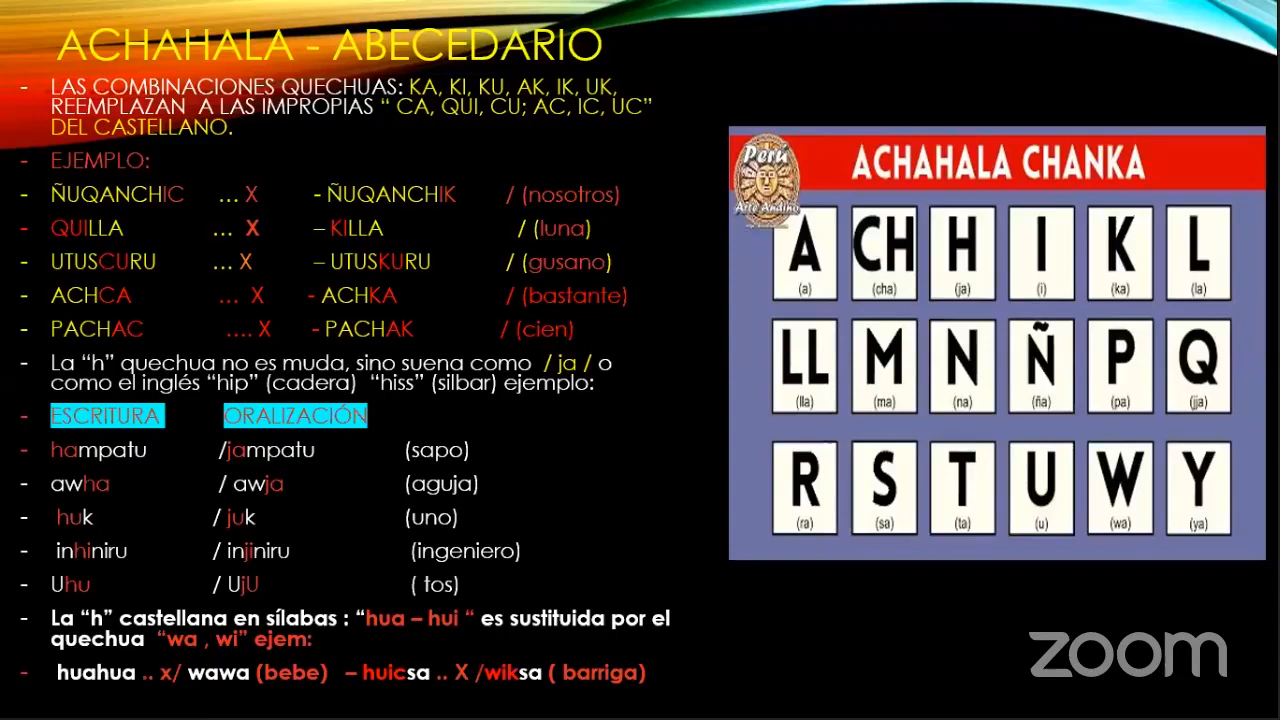 ACHAHALA - ABECEDARIO
- LAS COMBINACIONES QUECHUAS: KA, KI, KU, AK, IK, UK,
REEMPLAZAN A LAS IMPROPIAS “ CA, QUI, CU; AC, IC, UC”
DEL CASTELLANO.
- EJEMPLO:
- ÑUQANCHIC … X - ÑUQANCHIK / (nosotros)
- QUILLA … X – KILLA / (luna)
- UTUSCURU … X – UTUSKURU / (gusano)
- ACHCA … X - ACHKA / (bastante)
- PACHAC …. X - PACHAK / (cien)
- La “h” quechua no es muda, sino suena como / ja / o
como el inglés “hip” (cadera) “hiss” (silbar) ejemplo:
- ESCRITURA ORALIZACIÓN
- hampatu /jampatu (sapo)
- awha / awja (aguja)
- huk / juk (uno)
- inhiniru / injiniru (ingeniero)
- Uhu / UjU ( tos)
- La “h” castellana en sílabas : “hua – hui “ es sustituida por el
quechua “wa , wi” ejem:
- huahua .. x/ wawa (bebe) – huicsa .. X /wiksa ( barriga)
Perú
Arte Andino
ACHAHALA CHANKA
A CH H I K L
(a) (cha) (ja) (i) (ka) (la)
LL M N Ñ P Q
(lla) (ma) (na) (ña) (pa) (jja)
R S T U W Y
(ra) (sa) (ta) (u) (wa) (ya)
zoom